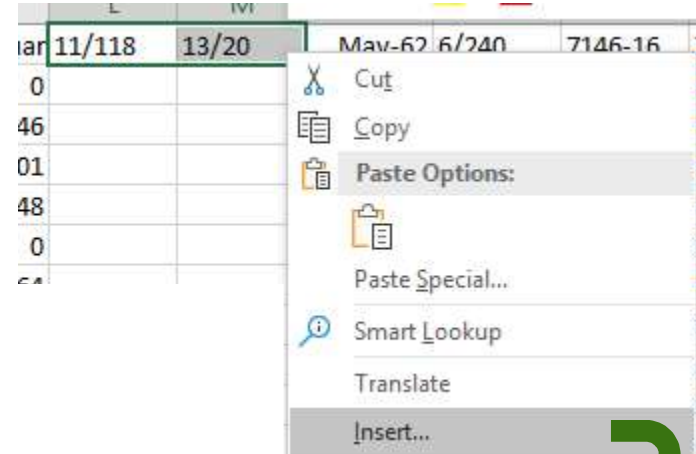 L M
11/118 13/20 May-62 6/240 7146-16
0 Cut
46 Copy
01 Paste Options:
48
0
Paste Special...
Smart Lookup
Translate
Insert...